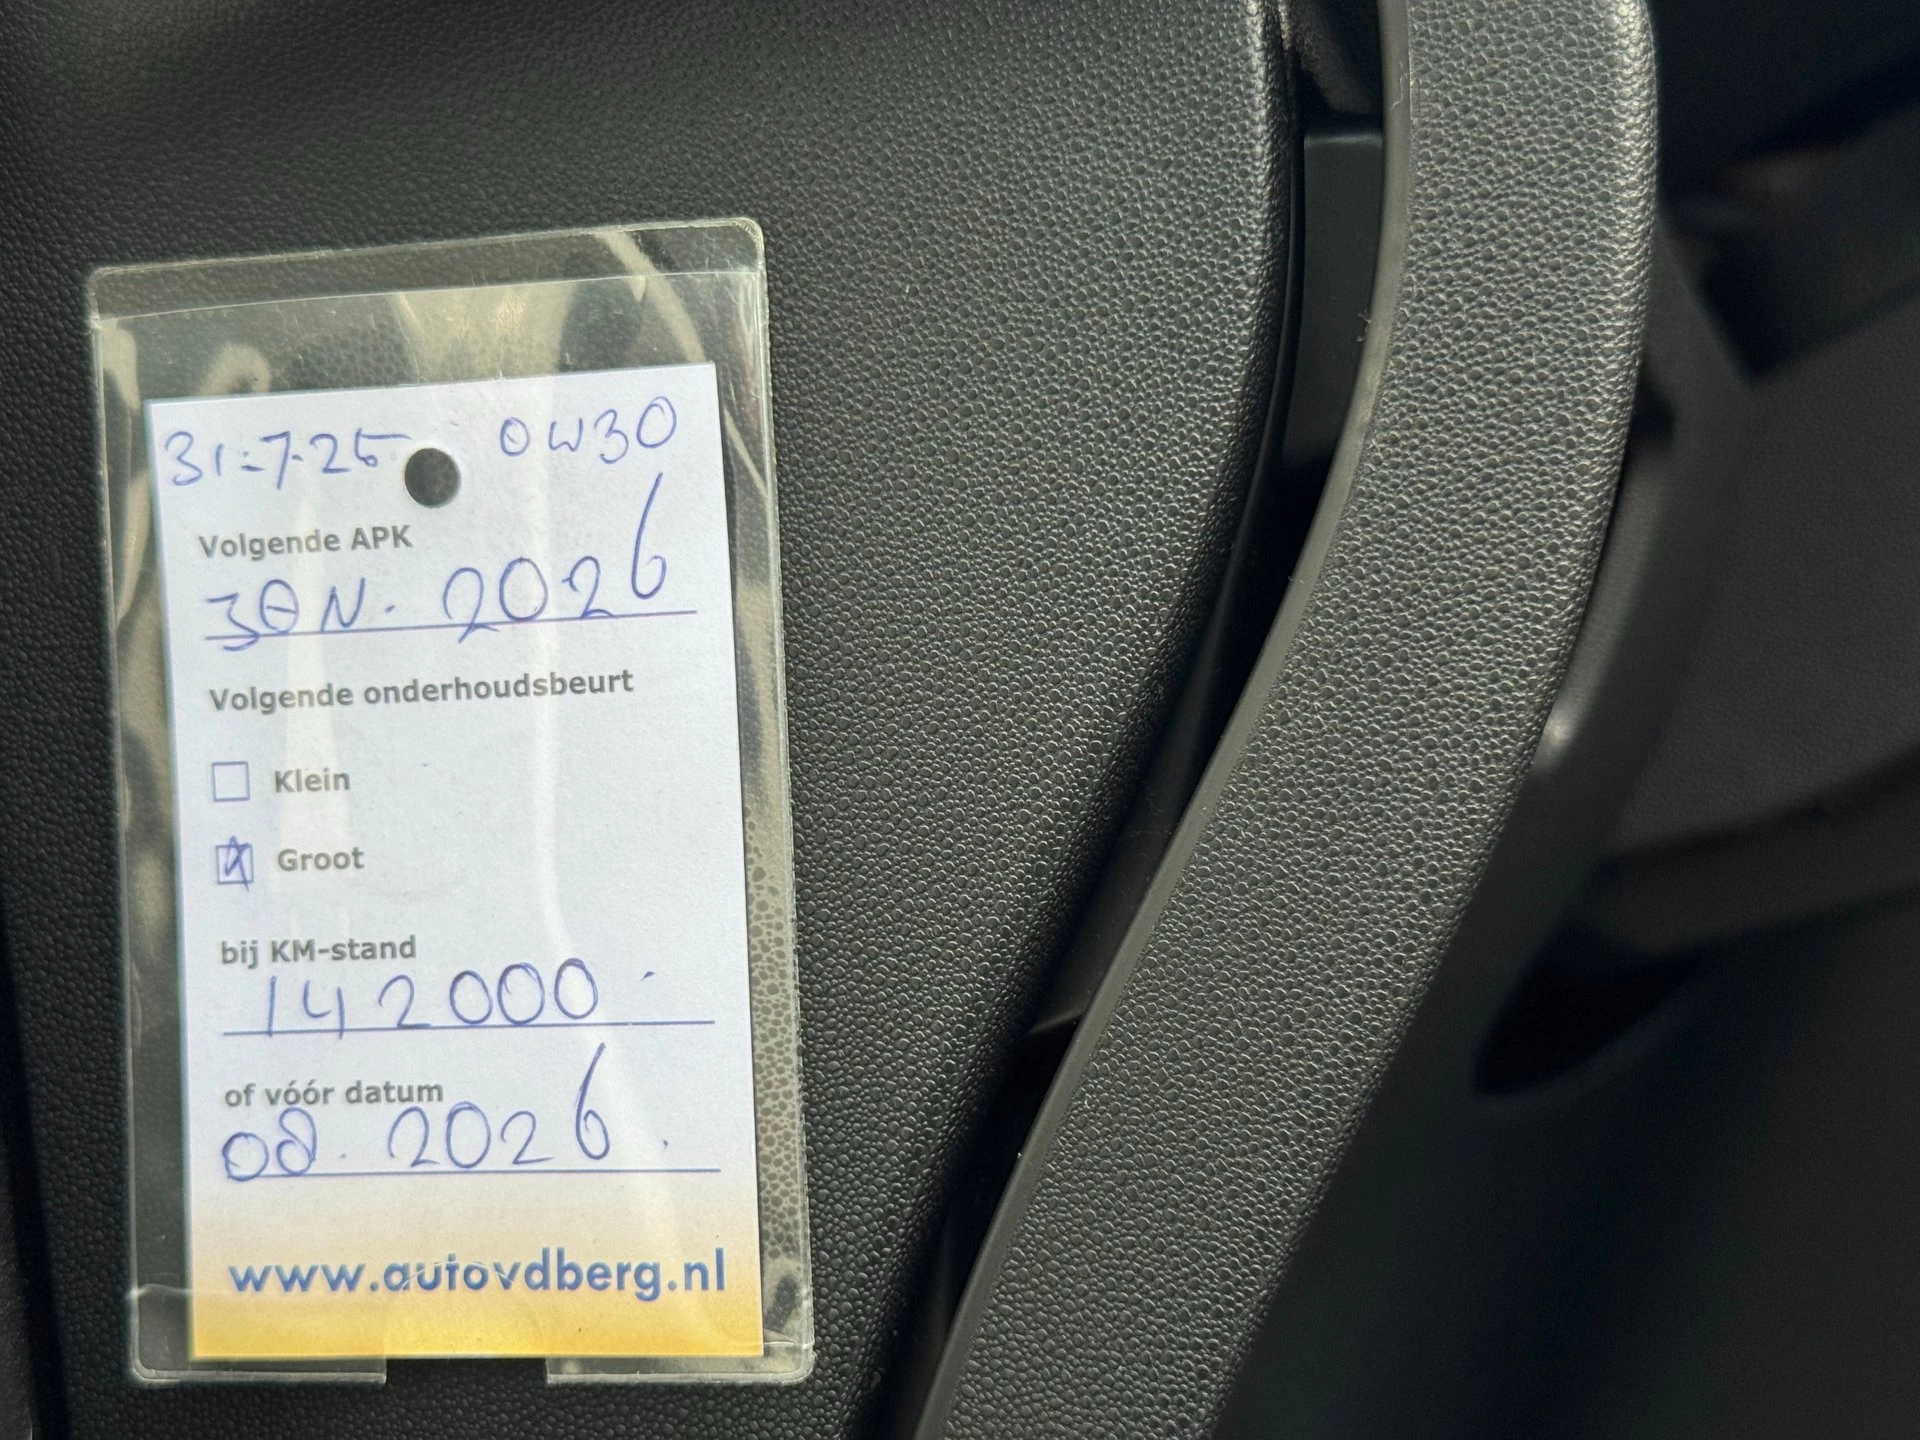 31-7-25 0W30
Volgende APK
JAN. 2026
Volgende onderhoudsbeurt
Klein
Groot
bij KM-stand
142000
of vóór datum
08. 2026.
www.autovdberg.nl